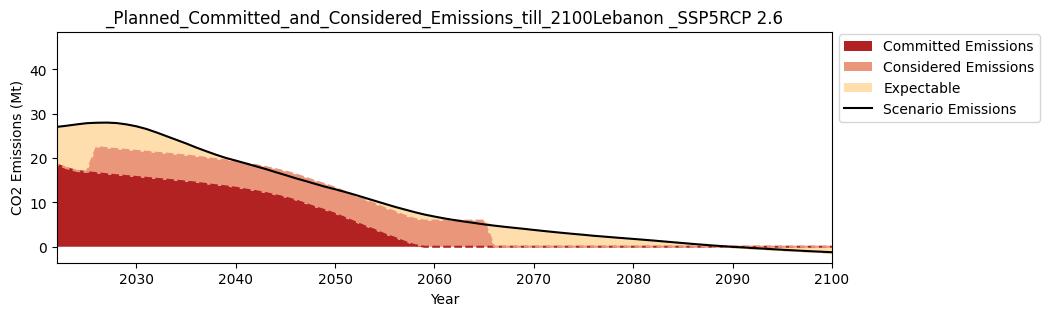 _Planned_Committed_and_Considered_Emissions_till_2100Lebanon _SSP5RCP 2.6
CO2 Emissions (Mt)
40
30
20
10
0
2030 2040 2050 2060 2070 2080 2090 2100
Year
Committed Emissions
Considered Emissions
Expectable
Scenario Emissions